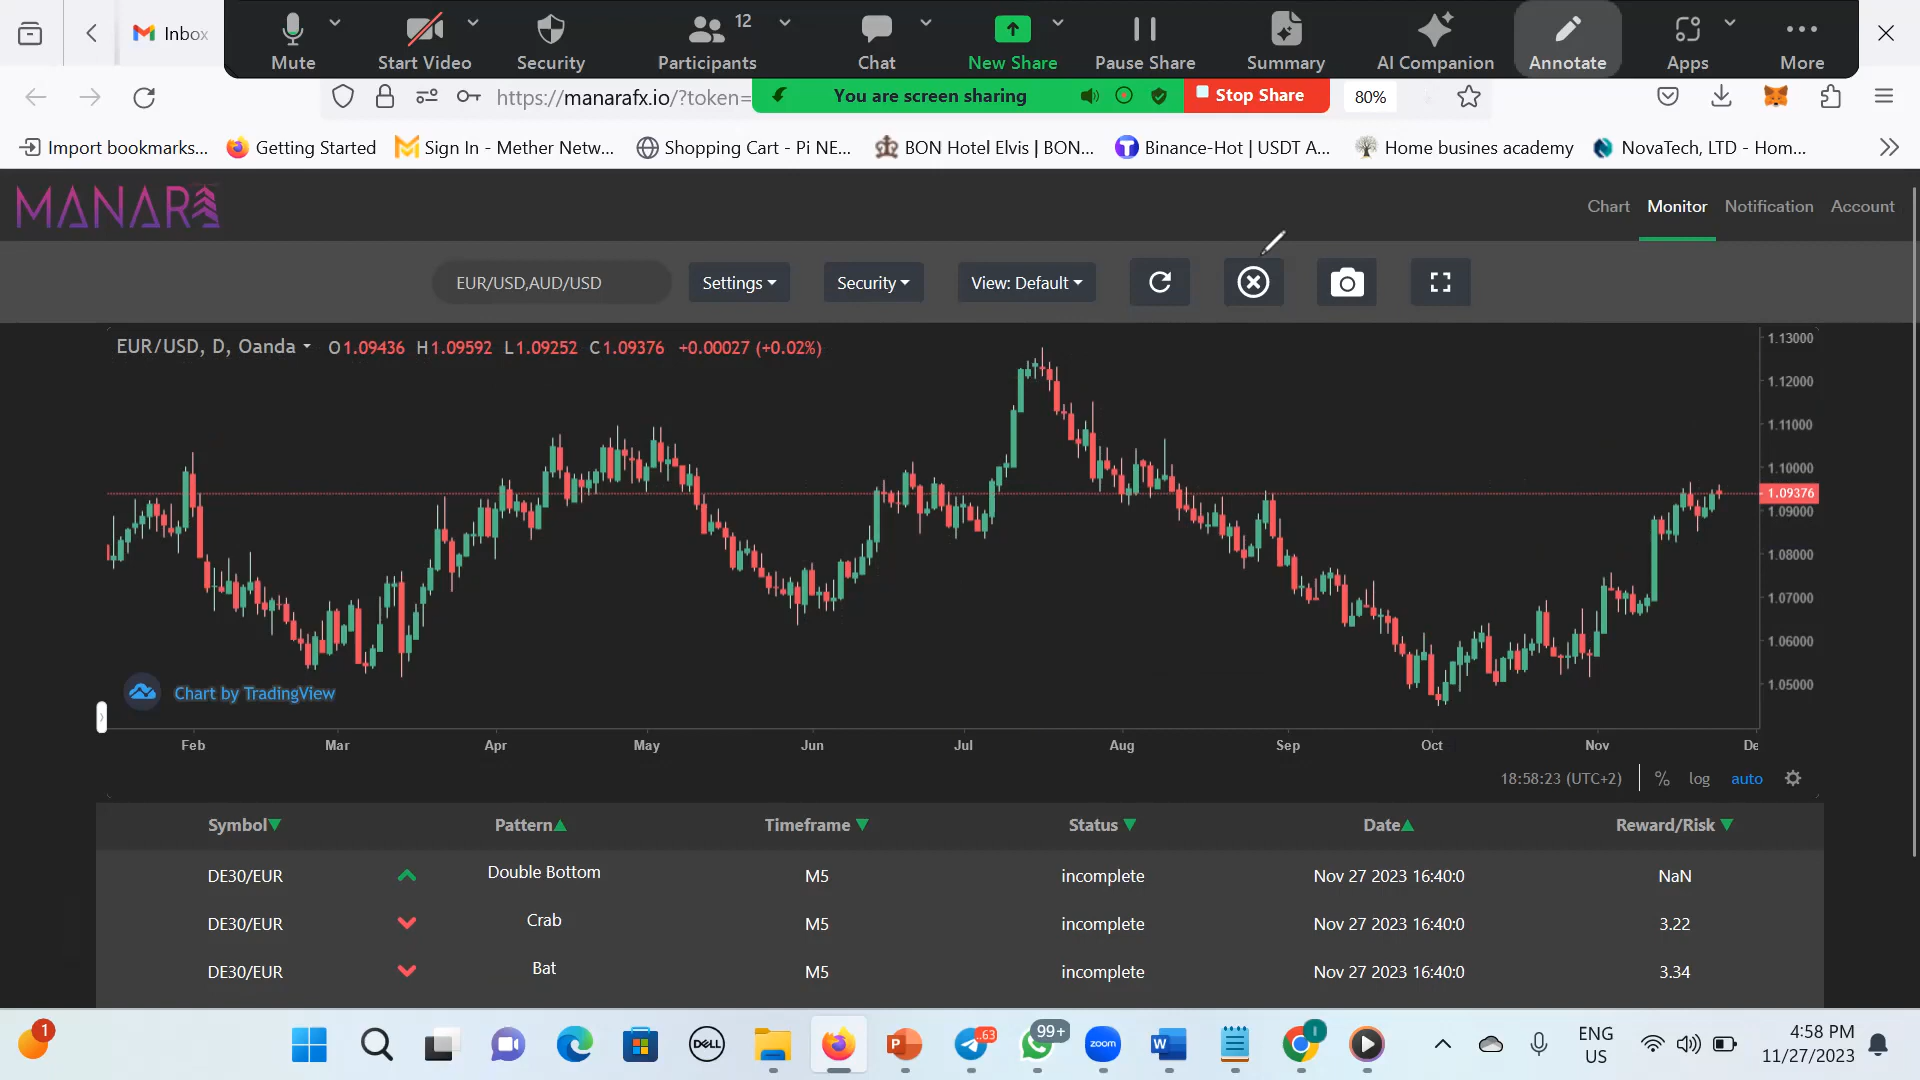 12
Mute
Start Video
Security
Participants
Chat
New Share
Pause Share
Summary
AI Companion
Annotate
Apps
More
Inbox
https://manarafx.io/?token=
You are screen sharing
Stop Share
80%
Import bookmarks...
Getting Started
Sign In - Mether Netw...
Shopping Cart - Pi NE...
BON Hotel Elvis | BON...
Binance-Hot | USDT A...
Home busines academy
NovaTech, LTD - Hom...
MANARA
Chart
Monitor
Notification
Account
EUR/USD,AUD/USD
Settings
Security
View: Default
EUR/USD, D, Oanda
O1.09436 H1.09592 L1.09252 C1.09376 +0.00027 (+0.02%)
1.13000
1.12000
1.11000
1.10000
1.09376
1.09000
1.08000
1.07000
1.06000
1.05000
Chart by TradingView
Feb Mar Apr May Jun Jul Aug Sep Oct Nov De
18:58:23 (UTC+2) % log auto
Symbol Pattern Timeframe Status Date Reward/Risk
DE30/EUR Double Bottom M5 incomplete Nov 27 2023 16:40:0 NaN
DE30/EUR Crab M5 incomplete Nov 27 2023 16:40:0 3.22
DE30/EUR Bat M5 incomplete Nov 27 2023 16:40:0 3.34
1
DELL
P
..63
99+
zoom
W
I
ENG
US
4:58 PM
11/27/2023